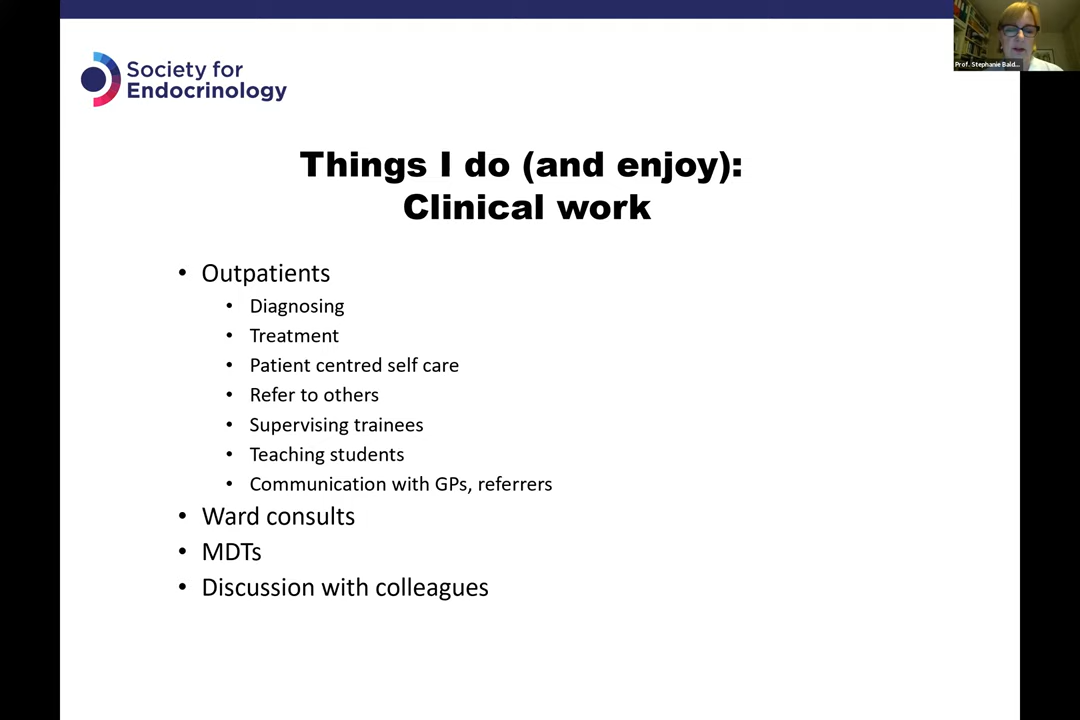 Prof. Stephanie Bald...
Society for
Endocrinology
Things I do (and enjoy):
Clinical work
• Outpatients
• Diagnosing
• Treatment
• Patient centred self care
• Refer to others
• Supervising trainees
• Teaching students
• Communication with GPs, referrers
• Ward consults
• MDTs
• Discussion with colleagues